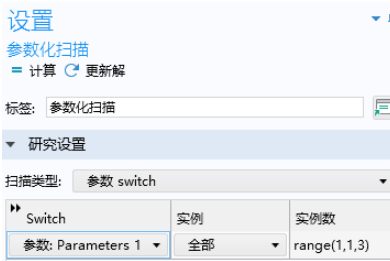 设置
参数化扫描
= 计算 更新解
标签: 参数化扫描
研究设置
扫描类型: 参数 switch
Switch 实例 实例数
参数: Parameters 1 全部 range(1,1,3)